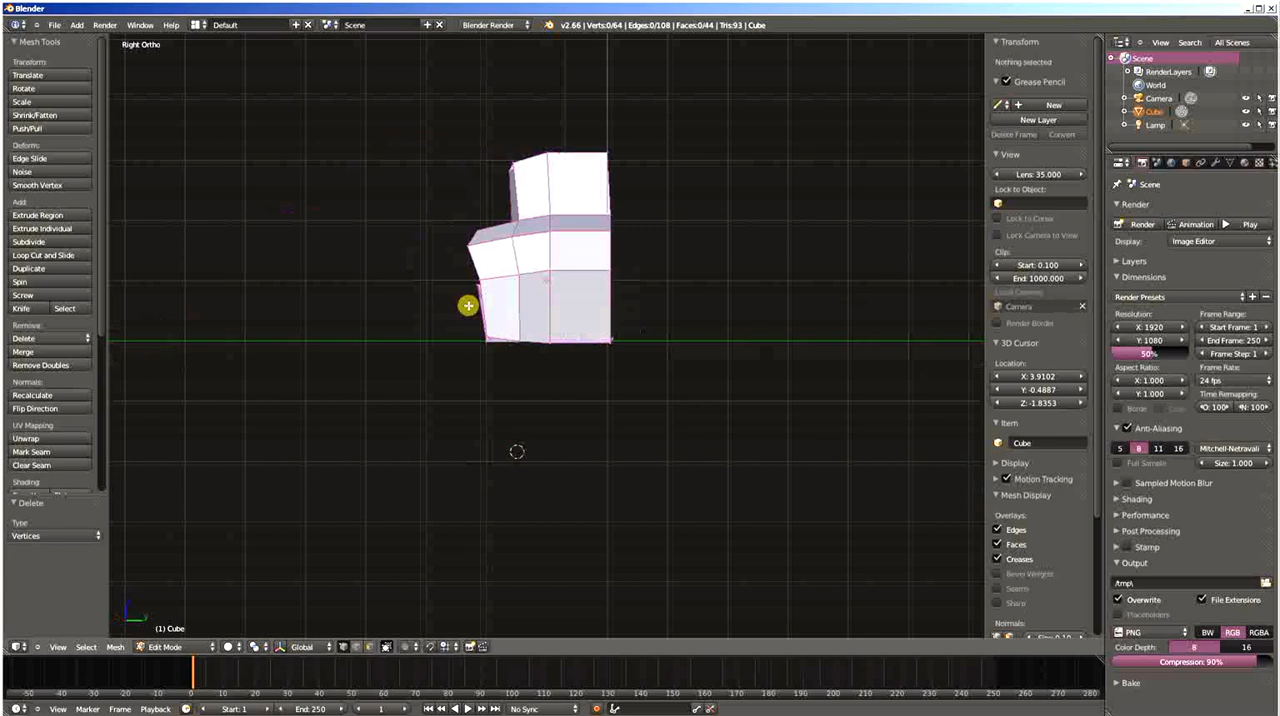 Blender
File Add Render Window Help Default Scene Blender Render v2.66 | Verts:0/64 | Edges:0/108 | Faces:0/44 | Tris:93 | Cube
Mesh Tools
Transform:
Translate
Rotate
Scale
Shrink/Fatten
Push/Pull
Deform:
Edge Slide
Noise
Smooth Vertex
Add:
Extrude Region
Extrude Individual
Subdivide
Loop Cut and Slide
Duplicate
Spin
Screw
Knife Select
Remove:
Delete
Merge
Remove Doubles
Normals:
Recalculate
Flip Direction
UV Mapping:
Unwrap
Mark Seam
Clear Seam
Shading:
Delete
Type
Vertices
Right Ortho
(1) Cube
Transform
Nothing selected
Grease Pencil
New
New Layer
Delete Frame Convert
View
Lens: 35.000
Lock to Object:
Lock to Cursor
Lock Camera to View
Clip:
Start: 0.100
End: 1000.000
Local Camera:
Camera
Render Border
3D Cursor
Location:
X: 3.9102
Y: -0.4887
Z: -1.8353
Item
Cube
Display
Motion Tracking
Mesh Display
Overlays:
Edges
Faces
Creases
Bevel Weights
Seams
Sharp
Normals:
View Search All Scenes
Scene
RenderLayers
World
Camera
Cube
Lamp
Scene
Render
Render Animation Play
Display: Image Editor
Layers
Dimensions
Render Presets
Resolution: Frame Range:
X: 1920 Start Frame: 1
Y: 1080 End Frame: 250
50% Frame Step: 1
Aspect Ratio: Frame Rate:
X: 1.000 24 fps
Y: 1.000 Time Remapping:
Borde O: 100 N: 100
Anti-Aliasing
5 8 11 16 Mitchell-Netravali
Full Sample Size: 1.000
Sampled Motion Blur
Shading
Performance
Post Processing
Stamp
Output
/tmp\
Overwrite File Extensions
Placeholders
PNG BW RGB RGBA
Color Depth: 8 16
Compression: 90%
Bake
View Select Mesh Edit Mode Global
-50 -40 -30 -20 -10 0 10 20 30 40 50 60 70 80 90 100 110 120 130 140 150 160 170 180 190 200 210 220 230 240 250 260 270 280
View Marker Frame Playback Start: 1 End: 250 1 No Sync